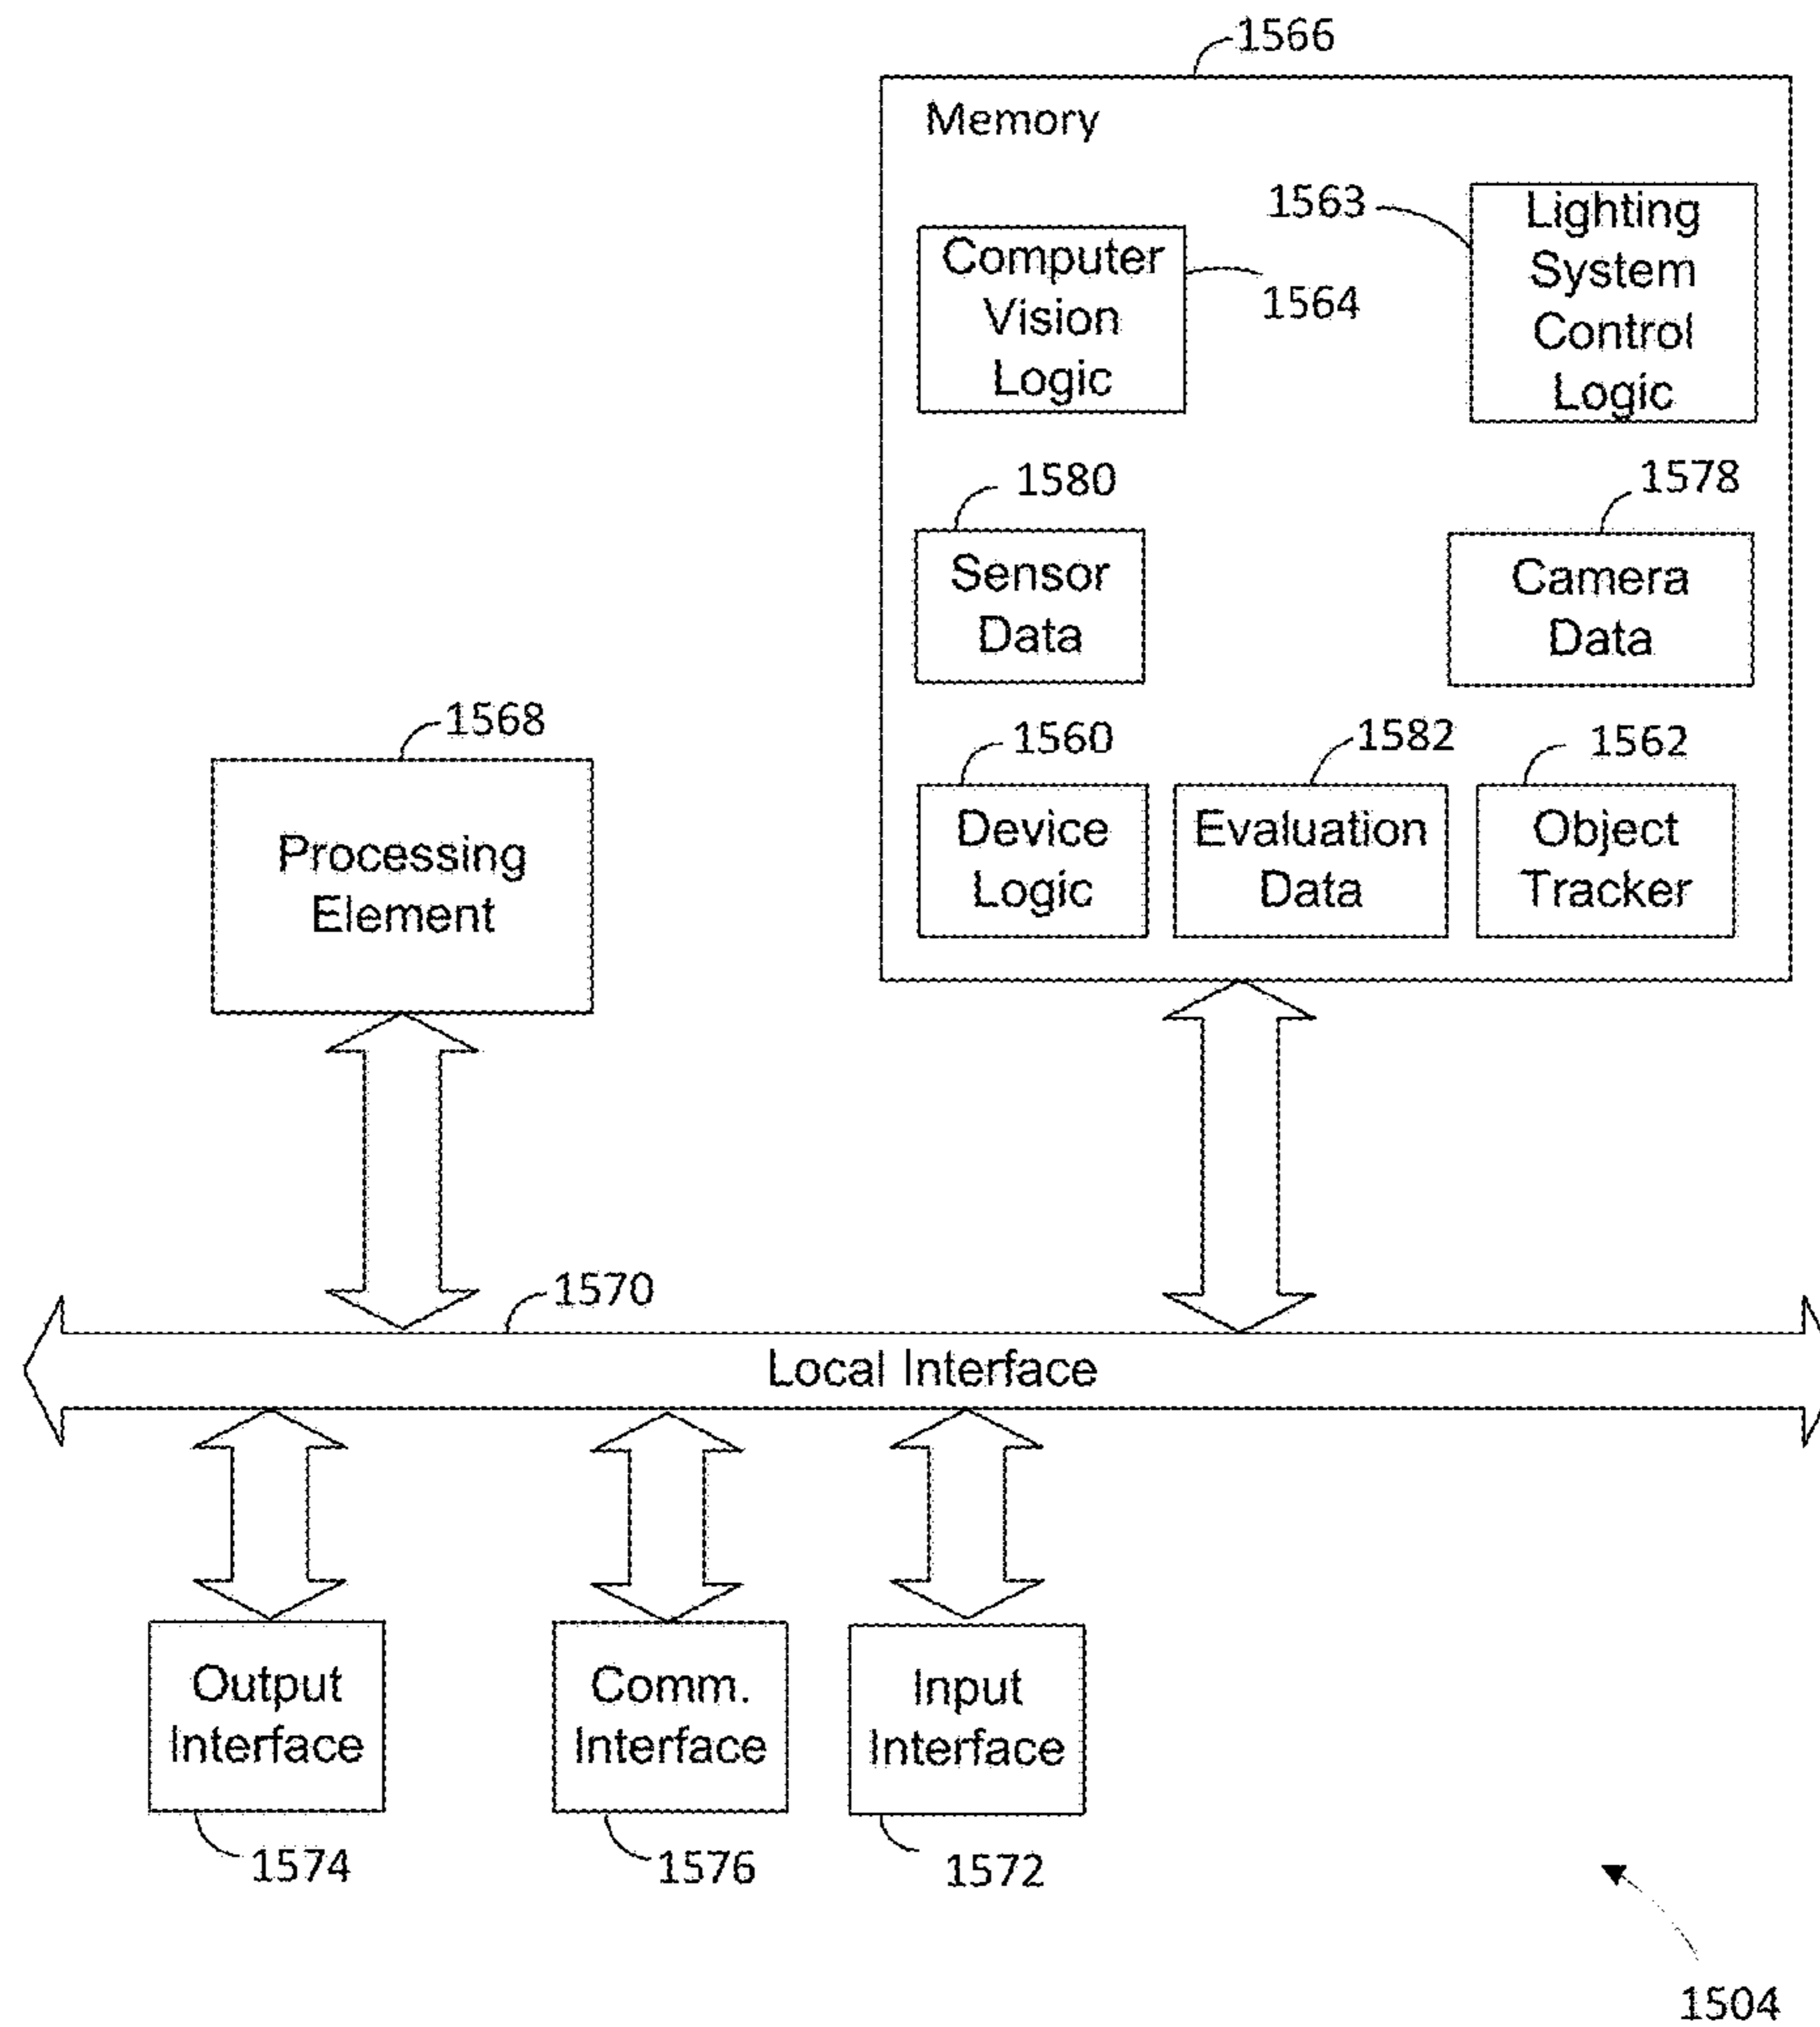 1566
Memory
1563
Lighting
System
Control
Logic
Computer
Vision
Logic
1564
1580
1578
Sensor
Data
Camera
Data
1568
1560
1582
1562
Processing
Element
Device
Logic
Evaluation
Data
Object
Tracker
1570
Local Interface
Output
Interface
Comm.
Interface
Input
Interface
1574
1576
1572
1504